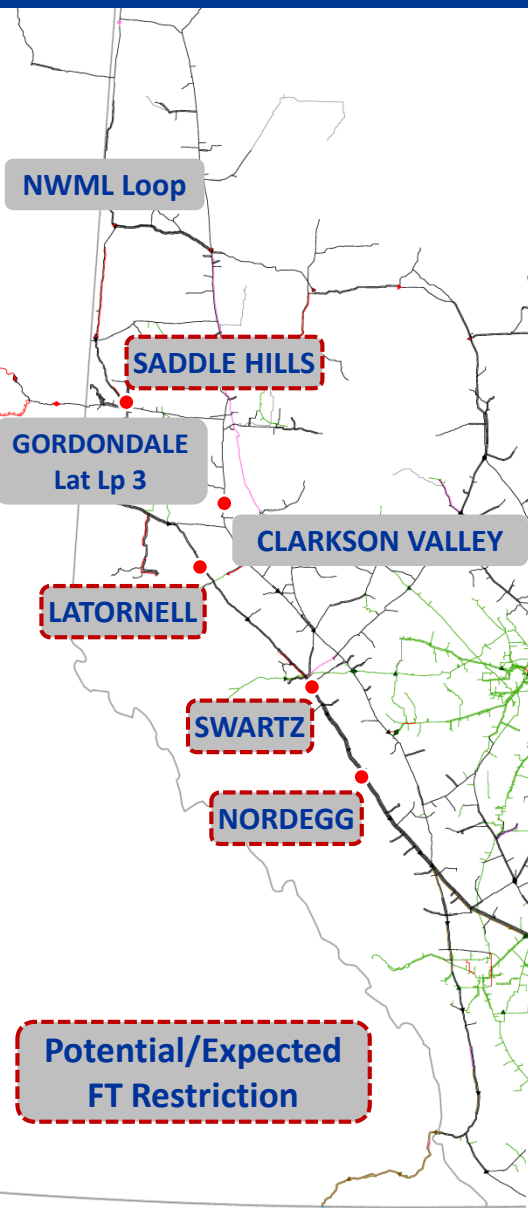 NWML Loop
SADDLE HILLS
GORDONDALE
Lat Lp 3
CLARKSON VALLEY
LATORNELL
SWARTZ
NORDEGG
Potential/Expected
FT Restriction